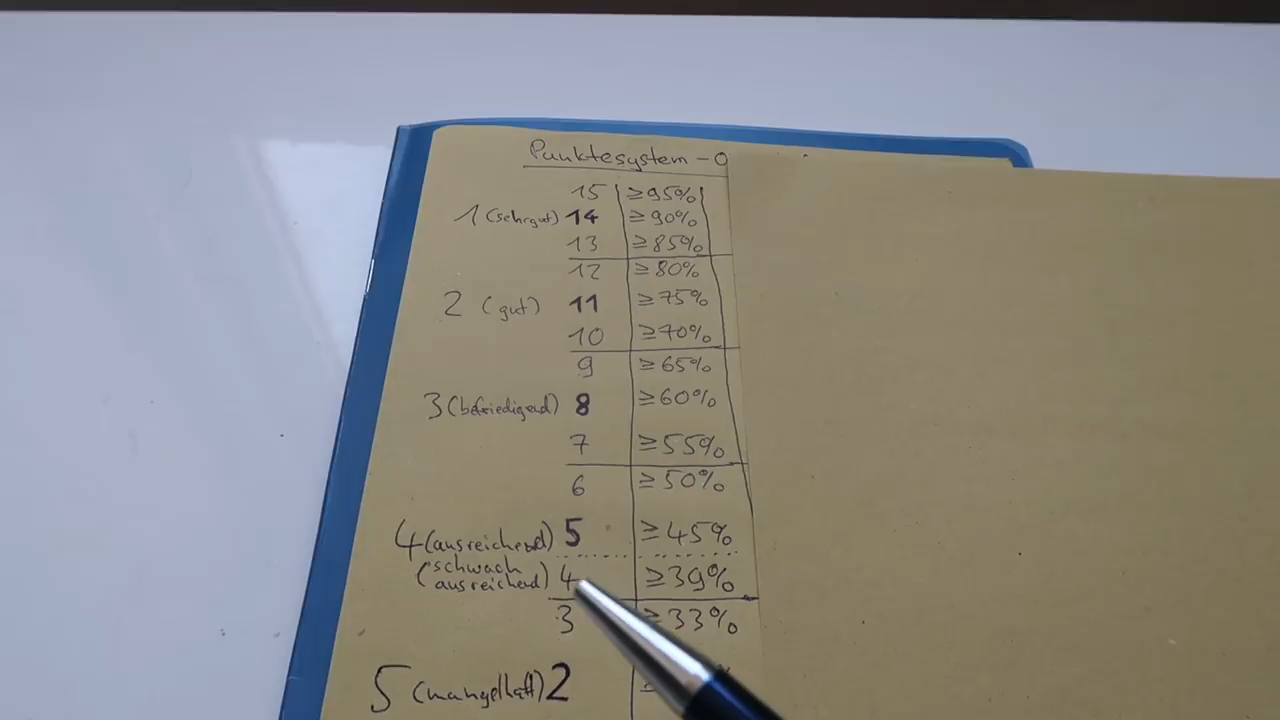 Punktesystem - O
15 ≥95%
1 (sehr gut) 14 ≥90%
13 ≥85%
12 ≥80%
2 (gut) 11 ≥75%
10 ≥70%
9 ≥65%
3 (befriedigend) 8 ≥60%
7 ≥55%
6 ≥50%
4 (ausreichend) 5 ≥45%
(schwach ausreichend) 4 ≥39%
3 ≥33%
5 (mangelhaft) 2